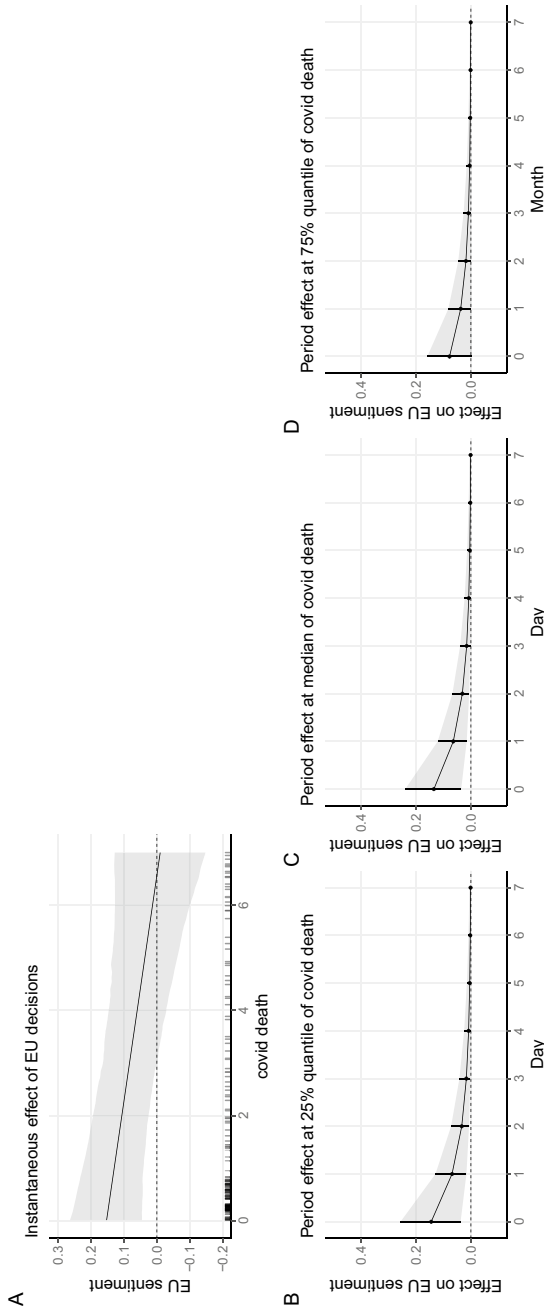 A
Instantaneous effect of EU decisions
EU sentiment
0.3
0.2
0.1
0.0
−0.1
−0.2
0
2
4
6
covid death
B
Period effect at 25% quantile of covid death
Effect on EU sentiment
0.4
0.2
0.0
0
1
2
3
4
5
6
7
Day
C
Period effect at median of covid death
Effect on EU sentiment
0.4
0.2
0.0
0
1
2
3
4
5
6
7
Day
D
Period effect at 75% quantile of covid death
Effect on EU sentiment
0.4
0.2
0.0
0
1
2
3
4
5
6
7
Month